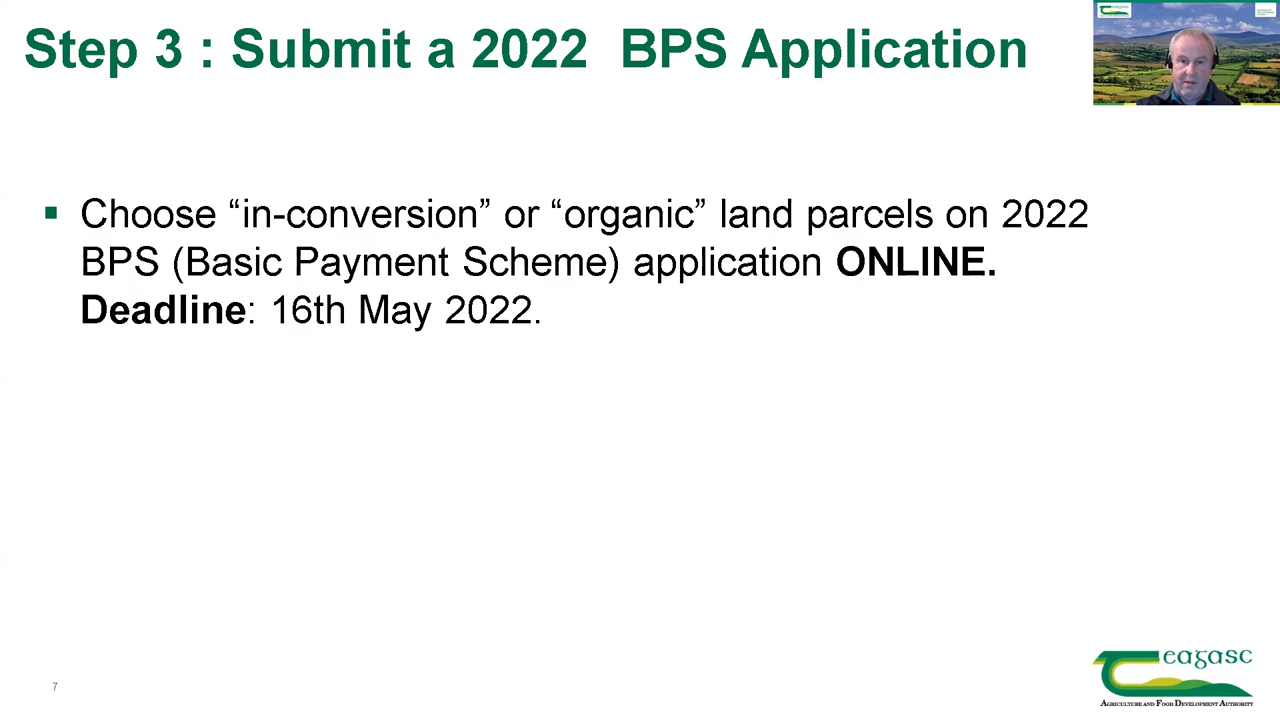 Step 3 : Submit a 2022 BPS Application
Choose “in-conversion” or “organic” land parcels on 2022
BPS (Basic Payment Scheme) application ONLINE.
Deadline: 16th May 2022.
7
eagasc
AGRICULTURE AND FOOD DEVELOPMENT AUTHORITY